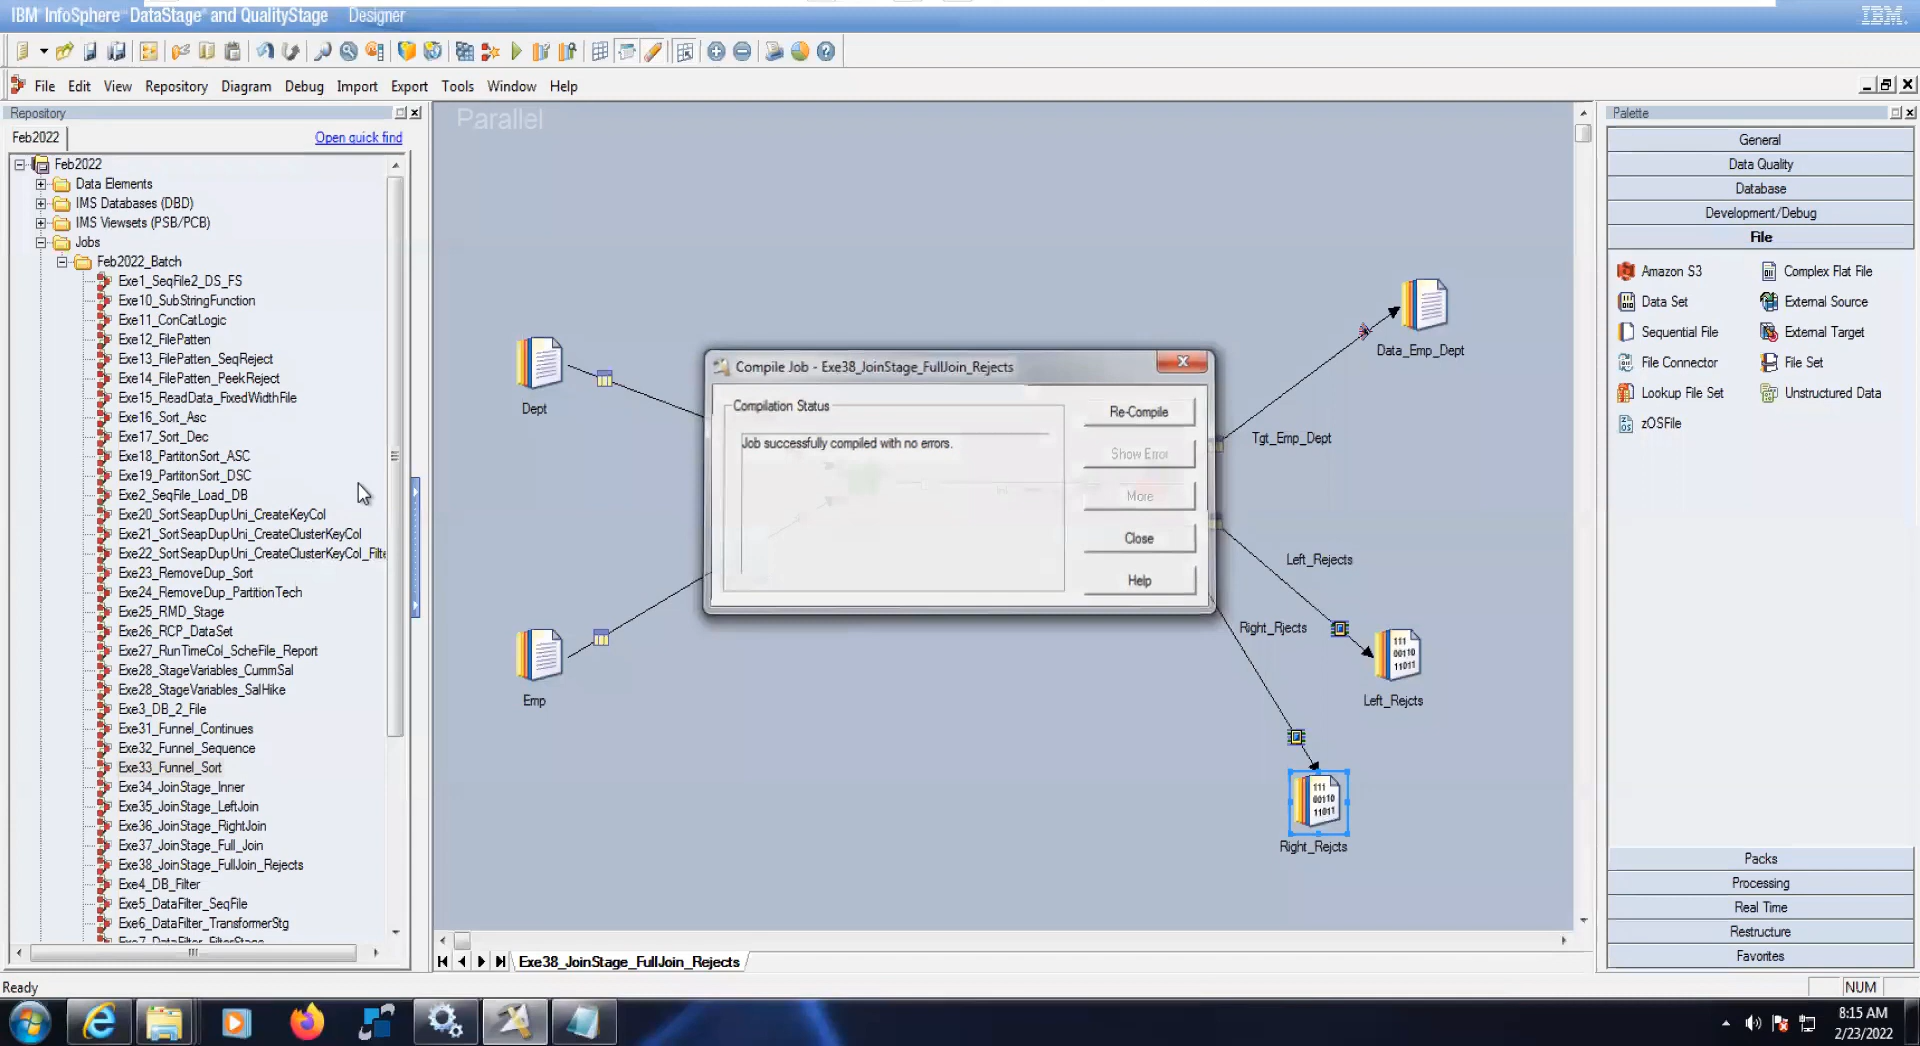 IBM InfoSphere DataStage and QualityStage Designer
IBM.
File Edit View Repository Diagram Debug Import Export Tools Window Help
Repository
Feb2022
Open quick find
Feb2022
Data Elements
IMS Databases (DBD)
IMS Viewsets (PSB/PCB)
Jobs
Feb2022_Batch
Exe1_SeqFile2_DS_FS
Exe10_SubStringFunction
Exe11_ConCatLogic
Exe12_FilePatten
Exe13_FilePatten_SeqReject
Exe14_FilePatten_PeekReject
Exe15_ReadData_FixedWidthFile
Exe16_Sort_Asc
Exe17_Sort_Dec
Exe18_PartitonSort_ASC
Exe19_PartitonSort_DSC
Exe2_SeqFile_Load_DB
Exe20_SortSeapDupUni_CreateKeyCol
Exe21_SortSeapDupUni_CreateClusterKeyCol
Exe22_SortSeapDupUni_CreateClusterKeyCol_Filte
Exe23_RemoveDup_Sort
Exe24_RemoveDup_PartitionTech
Exe25_RMD_Stage
Exe26_RCP_DataSet
Exe27_RunTimeCol_ScheFile_Report
Exe28_StageVariables_CummSal
Exe28_StageVariables_SalHike
Exe3_DB_2_File
Exe31_Funnel_Continues
Exe32_Funnel_Sequence
Exe33_Funnel_Sort
Exe34_JoinStage_Inner
Exe35_JoinStage_LeftJoin
Exe36_JoinStage_RightJoin
Exe37_JoinStage_Full_Join
Exe38_JoinStage_FullJoin_Rejects
Exe4_DB_Filter
Exe5_DataFilter_SeqFile
Exe6_DataFilter_TransformerStg
Exe7_DataFilter_FilterStage
Parallel
Dept
Emp
Data_Emp_Dept
Tgt_Emp_Dept
Left_Rejects
Right_Rjects
Left_Rejcts
Right_Rejcts
Compile Job - Exe38_JoinStage_FullJoin_Rejects
Compilation Status
Job successfully compiled with no errors.
Re-Compile
Show Error
More
Close
Help
Exe38_JoinStage_FullJoin_Rejects
Palette
General
Data Quality
Database
Development/Debug
File
Amazon S3
Complex Flat File
Data Set
External Source
Sequential File
External Target
File Connector
File Set
Lookup File Set
Unstructured Data
zOSFile
Packs
Processing
Real Time
Restructure
Favorites
Ready
NUM
8:15 AM
2/23/2022